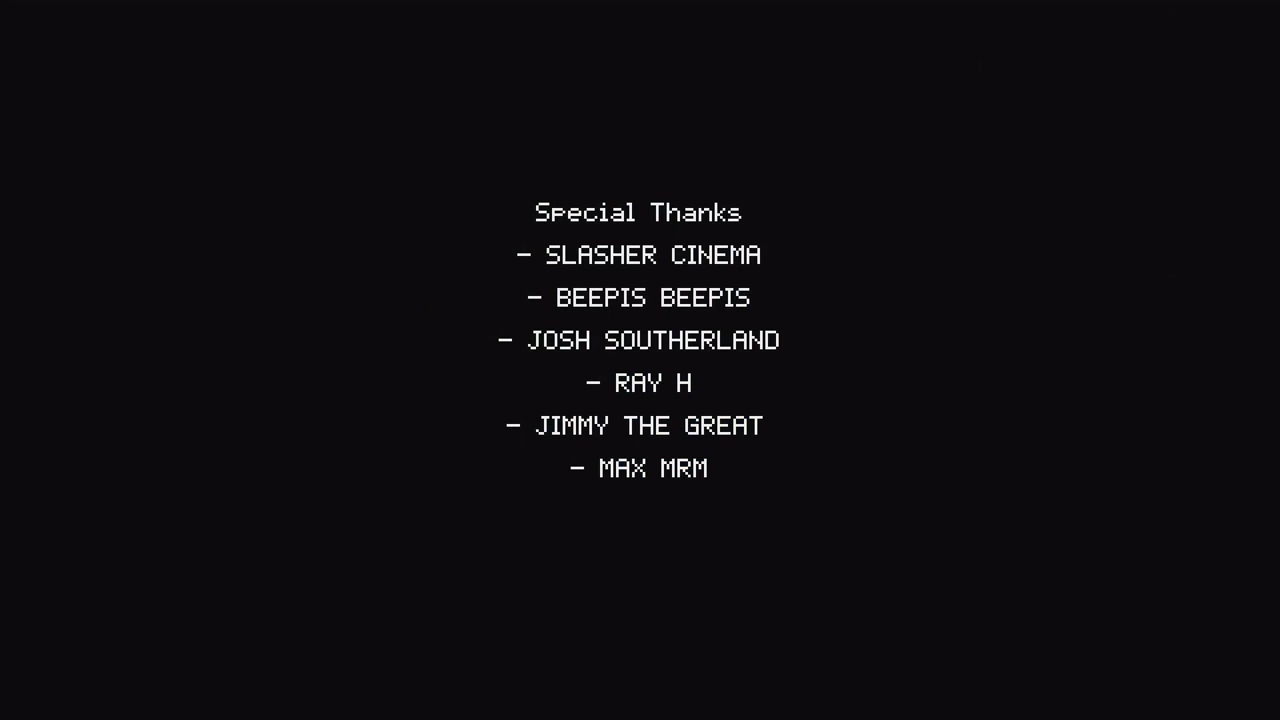 Special Thanks
- SLASHER CINEMA
- BEEPIS BEEPIS
- JOSH SOUTHERLAND
- RAY H
- JIMMY THE GREAT
- MAX MRM